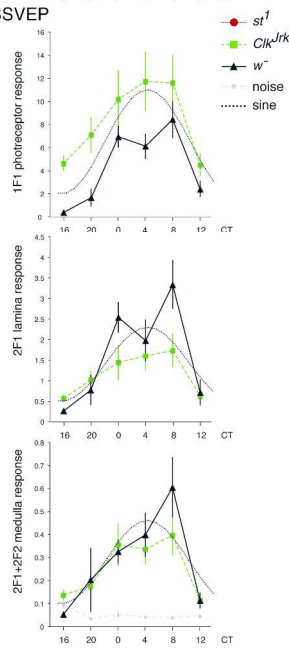 SSVEP
st1
ClkJrk
w-
noise
sine
1F1 photoreceptor response
16
14
12
10
8
6
4
2
0
16 20 0 4 8 12 CT
2F1 lamina response
4.5
4
3.5
3
2.5
2
1.5
1
0.5
0
16 20 0 4 8 12 CT
2F1+2F2 medulla response
0.8
0.7
0.6
0.5
0.4
0.3
0.2
0.1
0
16 20 0 4 8 12 CT